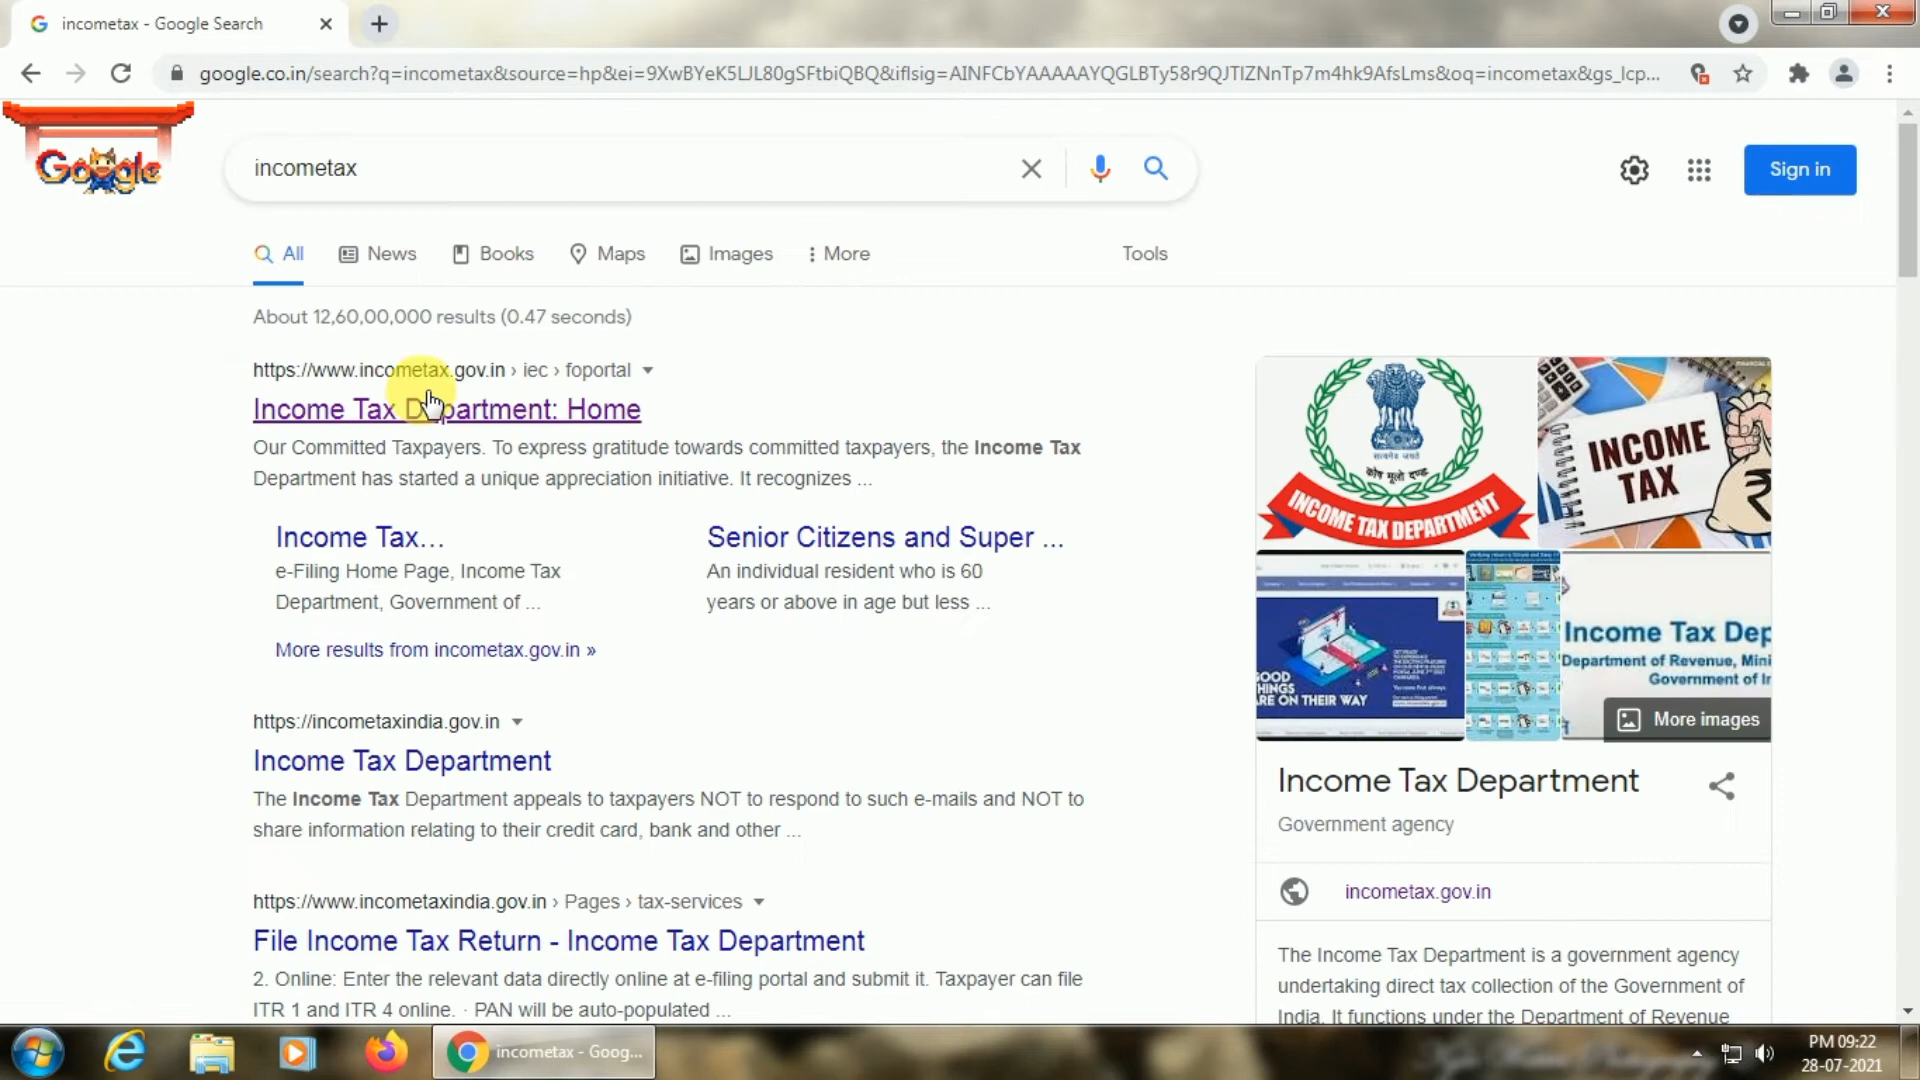 incometax - Google Search
google.co.in/search?q=incometax&source=hp&ei=9XwBYeK5LJL80gSFtbiQBQ&iflsig=AINFCbYAAAAAYQGLBTy58r9QJTlZNnTp7m4hk9AfsLms&oq=incometax&gs_lcp...
Google
incometax
Sign in
All
News
Books
Maps
Images
More
Tools
About 12,60,00,000 results (0.47 seconds)
https://www.incometax.gov.in › iec › foportal
Income Tax Department: Home
Our Committed Taxpayers. To express gratitude towards committed taxpayers, the Income Tax
Department has started a unique appreciation initiative. It recognizes ...
Income Tax...
e-Filing Home Page, Income Tax
Department, Government of ...
Senior Citizens and Super ...
An individual resident who is 60
years or above in age but less ...
More results from incometax.gov.in »
https://incometaxindia.gov.in
Income Tax Department
The Income Tax Department appeals to taxpayers NOT to respond to such e-mails and NOT to
share information relating to their credit card, bank and other ...
https://www.incometaxindia.gov.in › Pages › tax-services
File Income Tax Return - Income Tax Department
2. Online: Enter the relevant data directly online at e-filing portal and submit it. Taxpayer can file
ITR 1 and ITR 4 online. · PAN will be auto-populated ...
सत्यमेव जयते
कोष मूलो दण्डः
INCOME TAX DEPARTMENT
INCOME
TAX
GOOD
THINGS
ARE ON THEIR WAY
Income Tax Dep
Department of Revenue, Mini
Government of I
More images
Income Tax Department
Government agency
incometax.gov.in
The Income Tax Department is a government agency
undertaking direct tax collection of the Government of
India. It functions under the Department of Revenue
incometax - Goog...
PM 09:22
28-07-2021